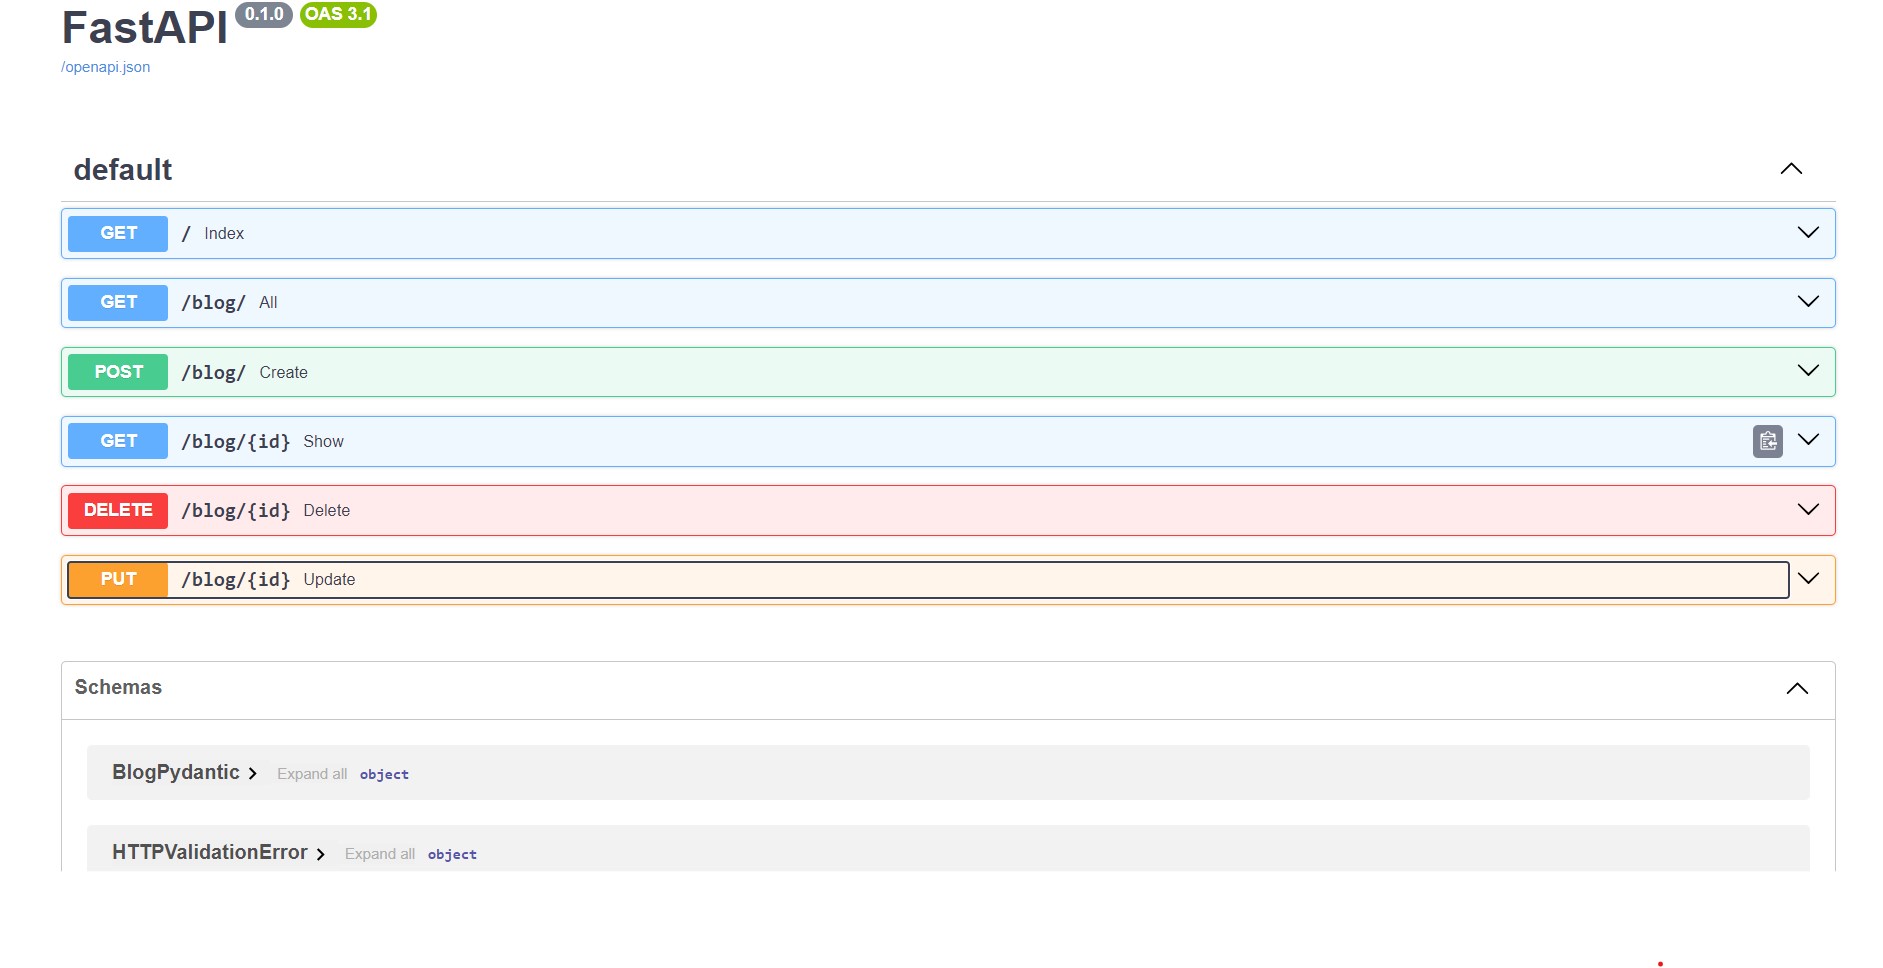 FastAPI 0.1.0 OAS 3.1
/openapi.json
default
GET / Index
GET /blog/ All
POST /blog/ Create
GET /blog/{id} Show
DELETE /blog/{id} Delete
PUT /blog/{id} Update
Schemas
BlogPydantic Expand all object
HTTPValidationError Expand all object